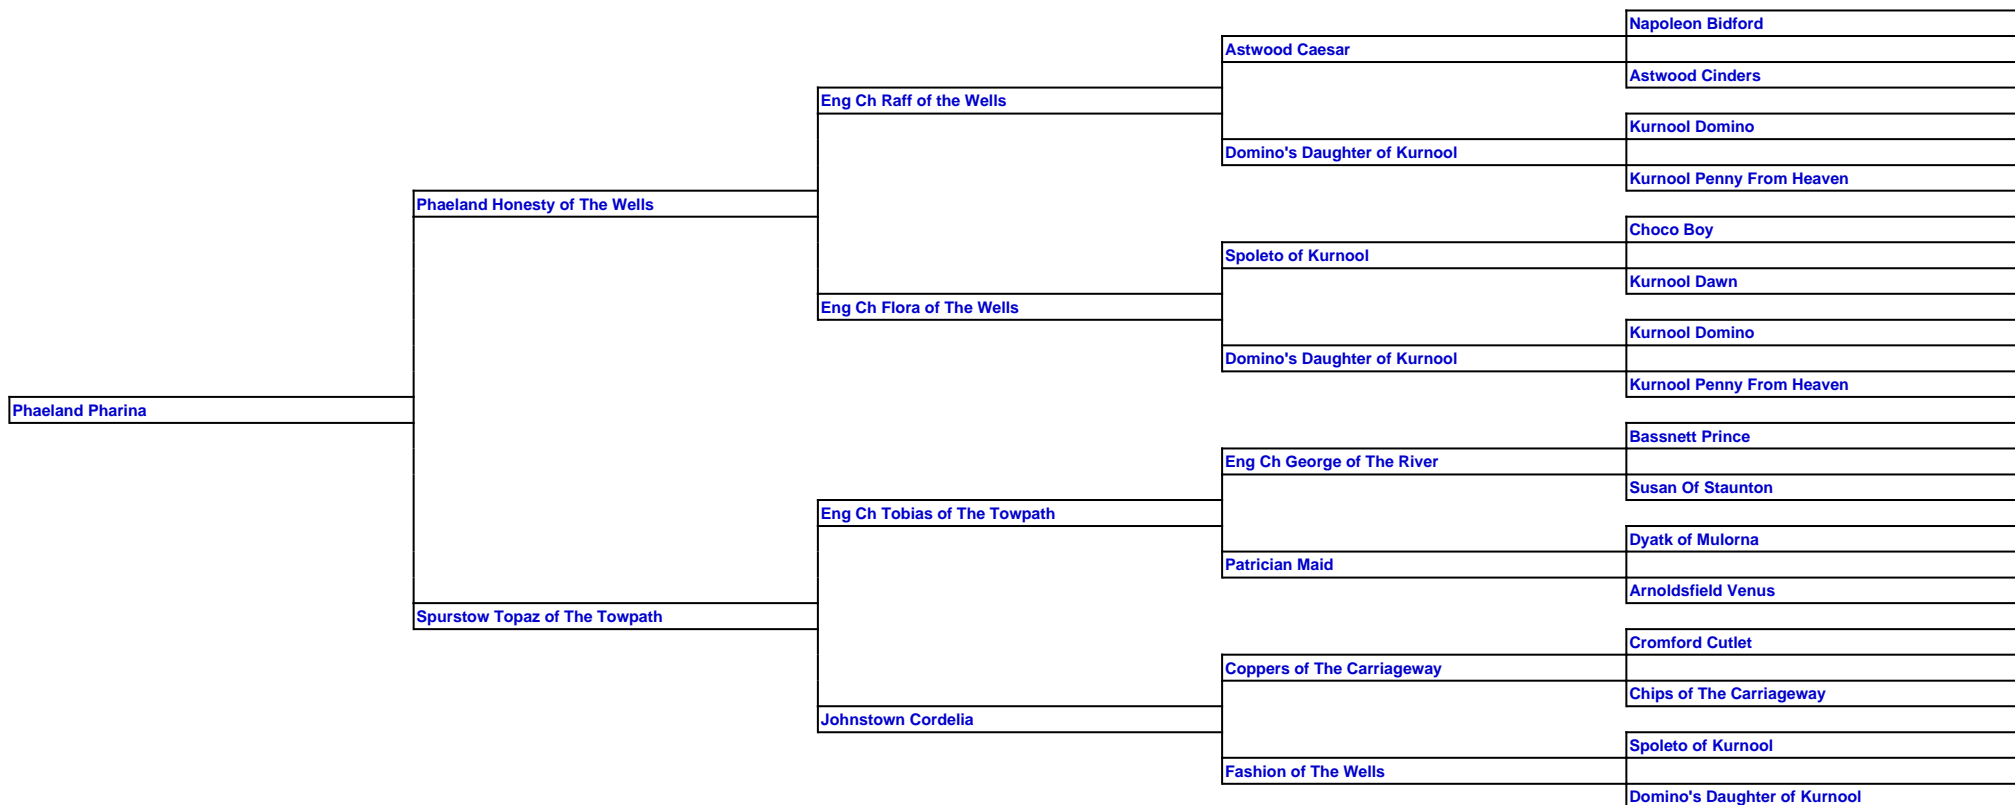 Napoleon Bidford
Astwood Caesar
Astwood Cinders
Eng Ch Raff of the Wells
Kurnool Domino
Domino's Daughter of Kurnool
Kurnool Penny From Heaven
Phaeland Honesty of The Wells
Choco Boy
Spoleto of Kurnool
Kurnool Dawn
Eng Ch Flora of The Wells
Kurnool Domino
Domino's Daughter of Kurnool
Kurnool Penny From Heaven
Phaeland Pharina
Bassnett Prince
Eng Ch George of The River
Susan Of Staunton
Eng Ch Tobias of The Towpath
Dyatk of Mulorna
Patrician Maid
Arnoldsfield Venus
Spurstow Topaz of The Towpath
Cromford Cutlet
Coppers of The Carriageway
Chips of The Carriageway
Johnstown Cordelia
Spoleto of Kurnool
Fashion of The Wells
Domino's Daughter of Kurnool